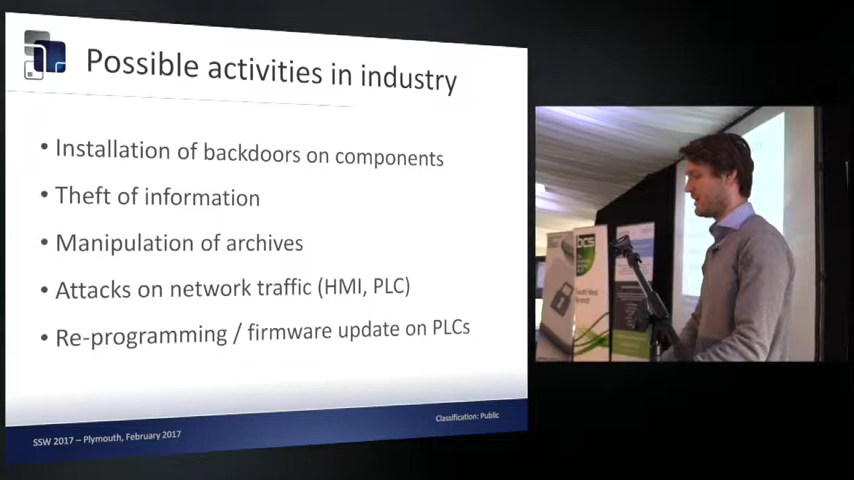 Possible activities in industry
• Installation of backdoors on components
• Theft of information
• Manipulation of archives
• Attacks on network traffic (HMI, PLC)
• Re-programming / firmware update on PLCs
SSW 2017 – Plymouth, February 2017
Classification: Public
bcs